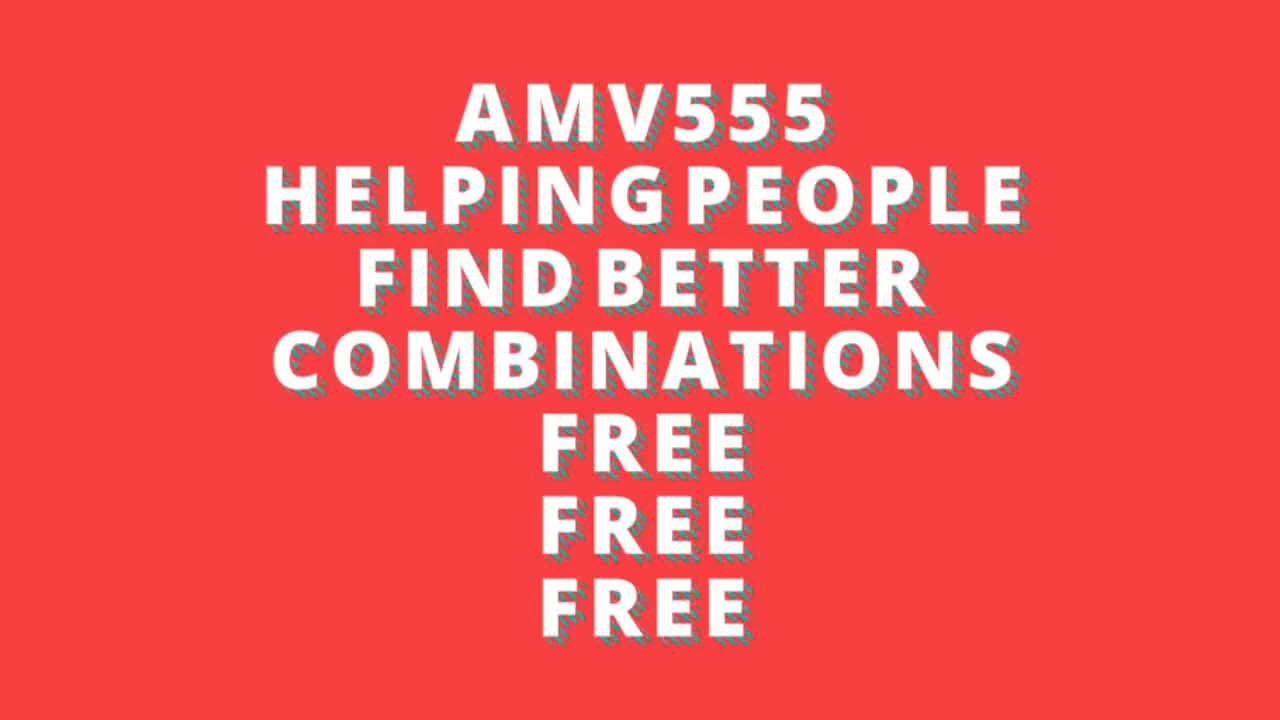 AMV555
HELPING PEOPLE
FIND BETTER
COMBINATIONS
FREE
FREE
FREE